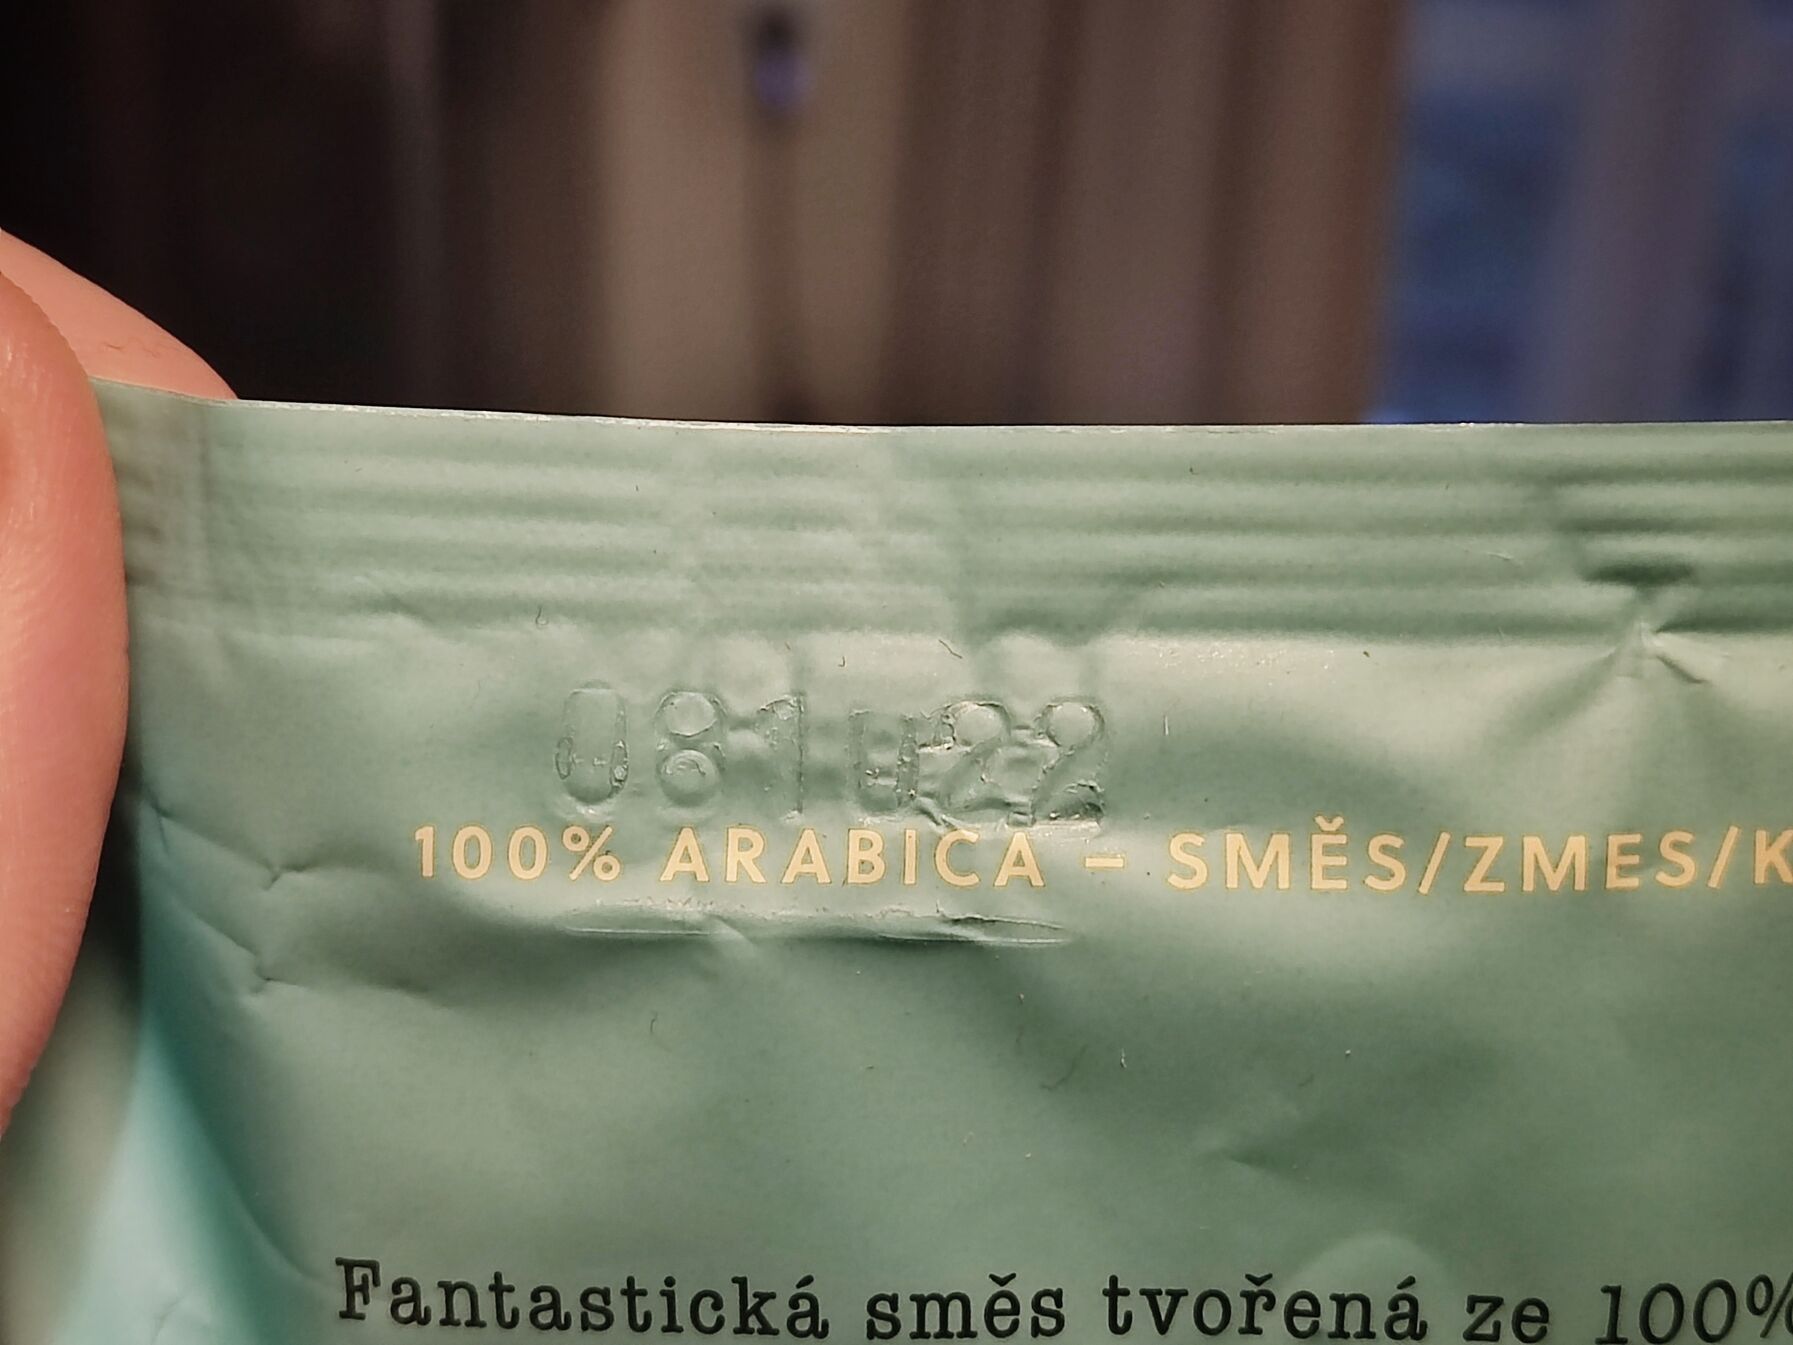 100% ARABICA – SMĚS/ZMES/K
Fantastická směs tvořená ze 100%